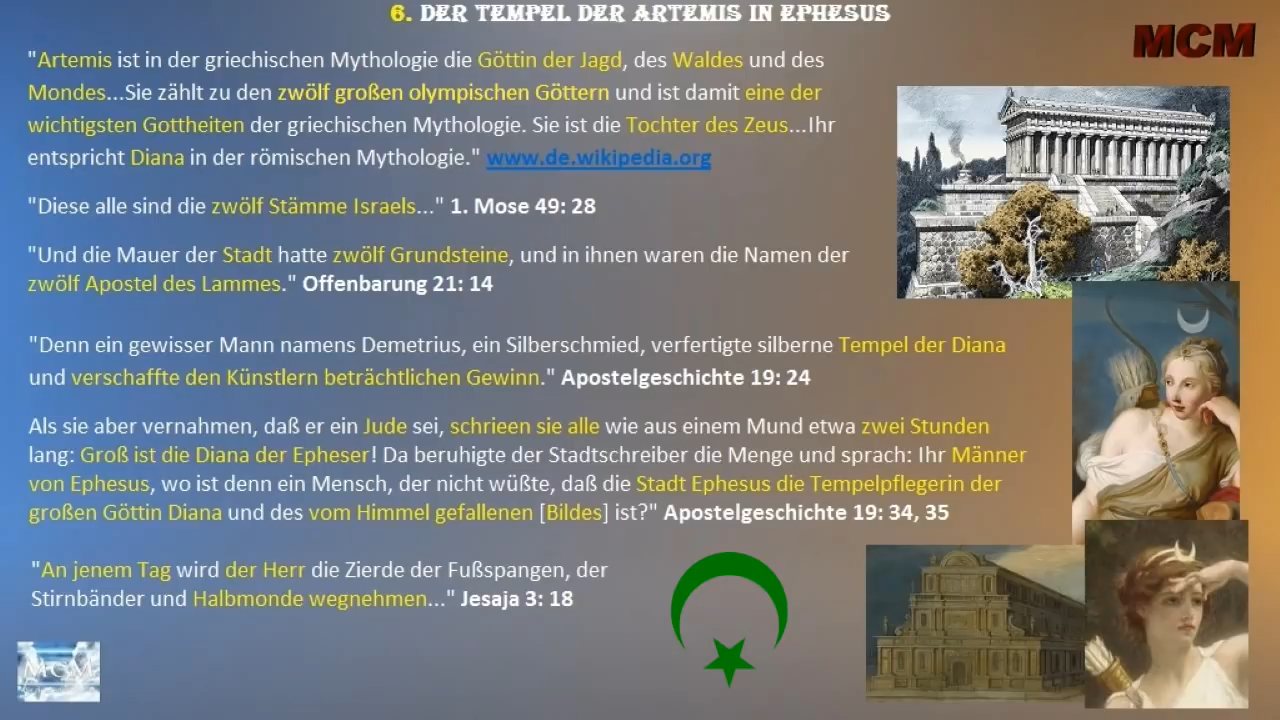 6. DER TEMPEL DER ARTEMIS IN EPHESUS
MCM
"Artemis ist in der griechischen Mythologie die Göttin der Jagd, des Waldes und des
Mondes...Sie zählt zu den zwölf großen olympischen Göttern und ist damit eine der
wichtigsten Gottheiten der griechischen Mythologie. Sie ist die Tochter des Zeus...Ihr
entspricht Diana in der römischen Mythologie." www.de.wikipedia.org
"Diese alle sind die zwölf Stämme Israels..." 1. Mose 49: 28
"Und die Mauer der Stadt hatte zwölf Grundsteine, und in ihnen waren die Namen der
zwölf Apostel des Lammes." Offenbarung 21: 14
"Denn ein gewisser Mann namens Demetrius, ein Silberschmied, verfertigte silberne Tempel der Diana
und verschaffte den Künstlern beträchtlichen Gewinn." Apostelgeschichte 19: 24
Als sie aber vernahmen, daß er ein Jude sei, schrieen sie alle wie aus einem Mund etwa zwei Stunden
lang: Groß ist die Diana der Epheser! Da beruhigte der Stadtschreiber die Menge und sprach: Ihr Männer
von Ephesus, wo ist denn ein Mensch, der nicht wüßte, daß die Stadt Ephesus die Tempelpflegerin der
großen Göttin Diana und des vom Himmel gefallenen [Bildes] ist?" Apostelgeschichte 19: 34, 35
"An jenem Tag wird der Herr die Zierde der Fußspangen, der
Stirnbänder und Halbmonde wegnehmen..." Jesaja 3: 18
MCM